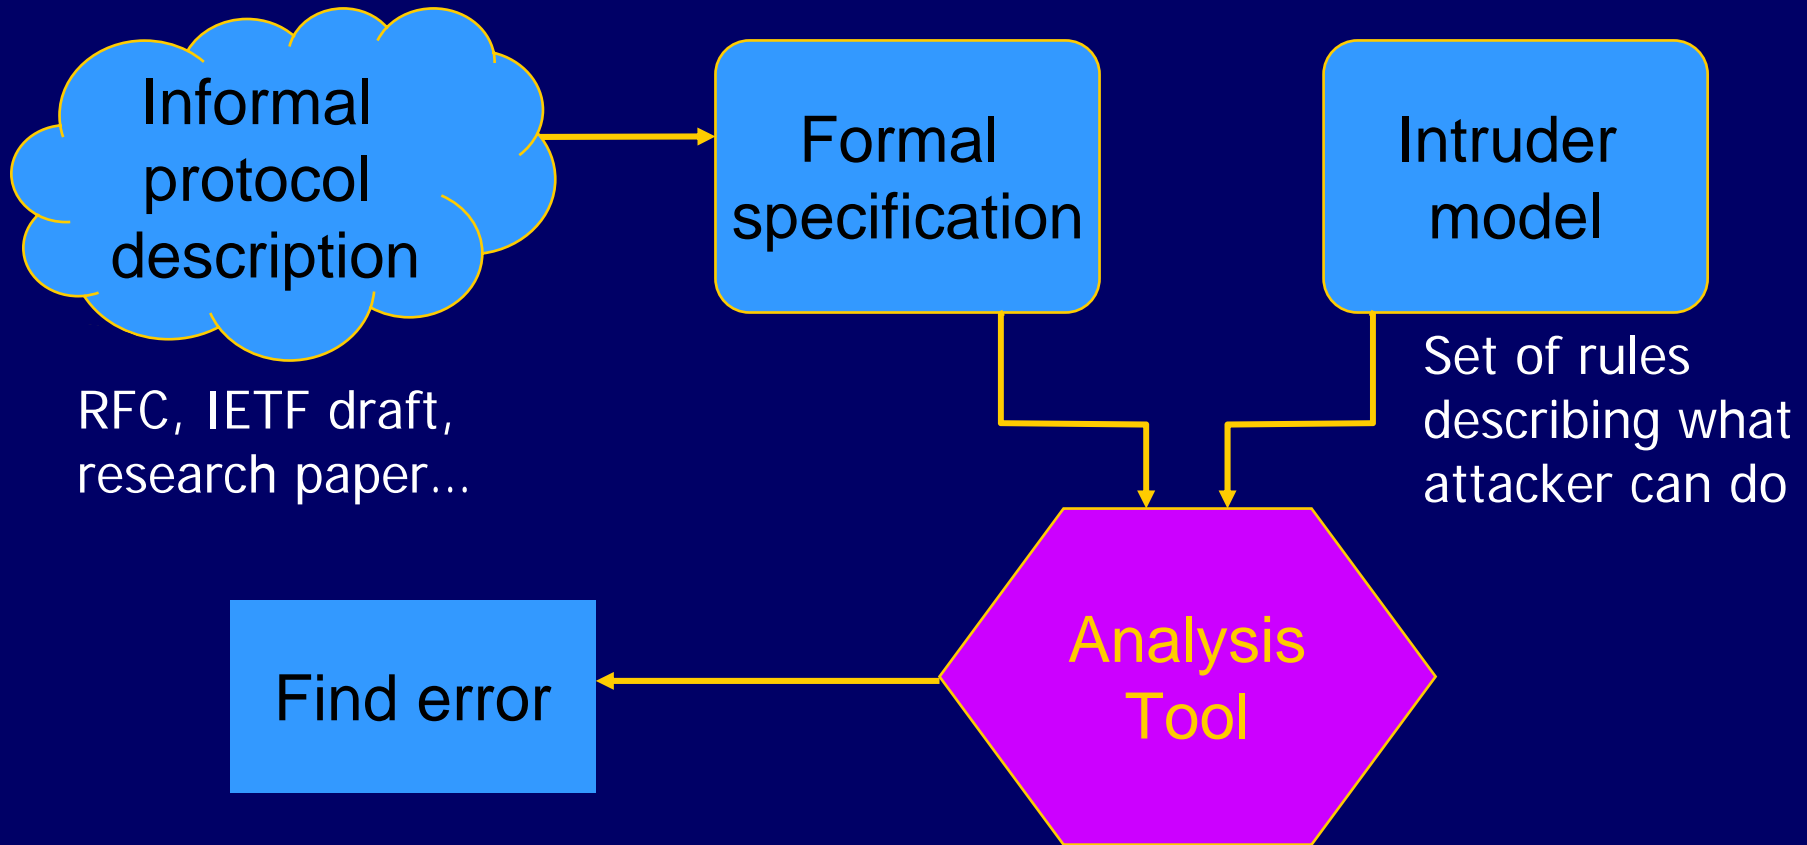 Informal
protocol
description
RFC, IETF draft,
research paper...
Formal
specification
Intruder
model
Set of rules
describing what
attacker can do
Analysis
Tool
Find error